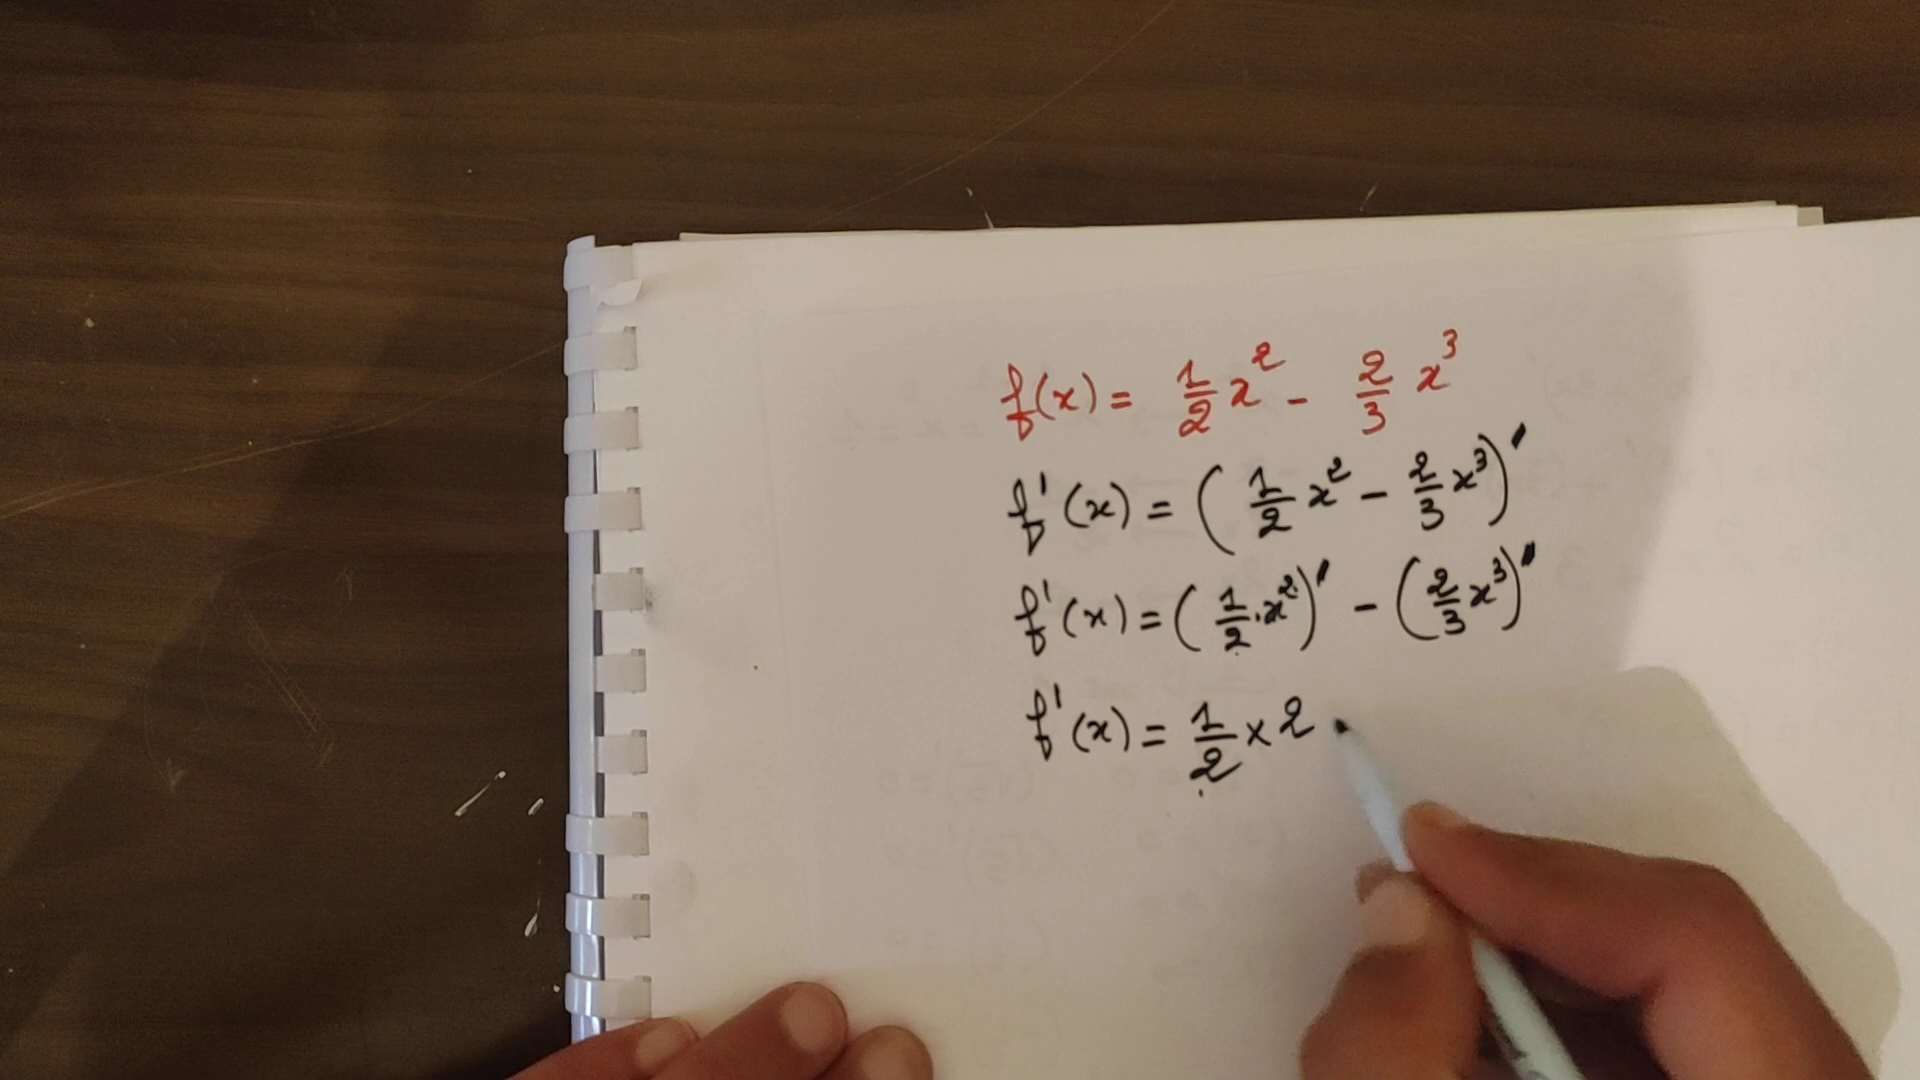 f(x) = 1/2 x² - 2/3 x³
f'(x) = (1/2 x² - 2/3 x³)'
f'(x) = (1/2 · x²)' - (2/3 x³)'
f'(x) = 1/2 × 2